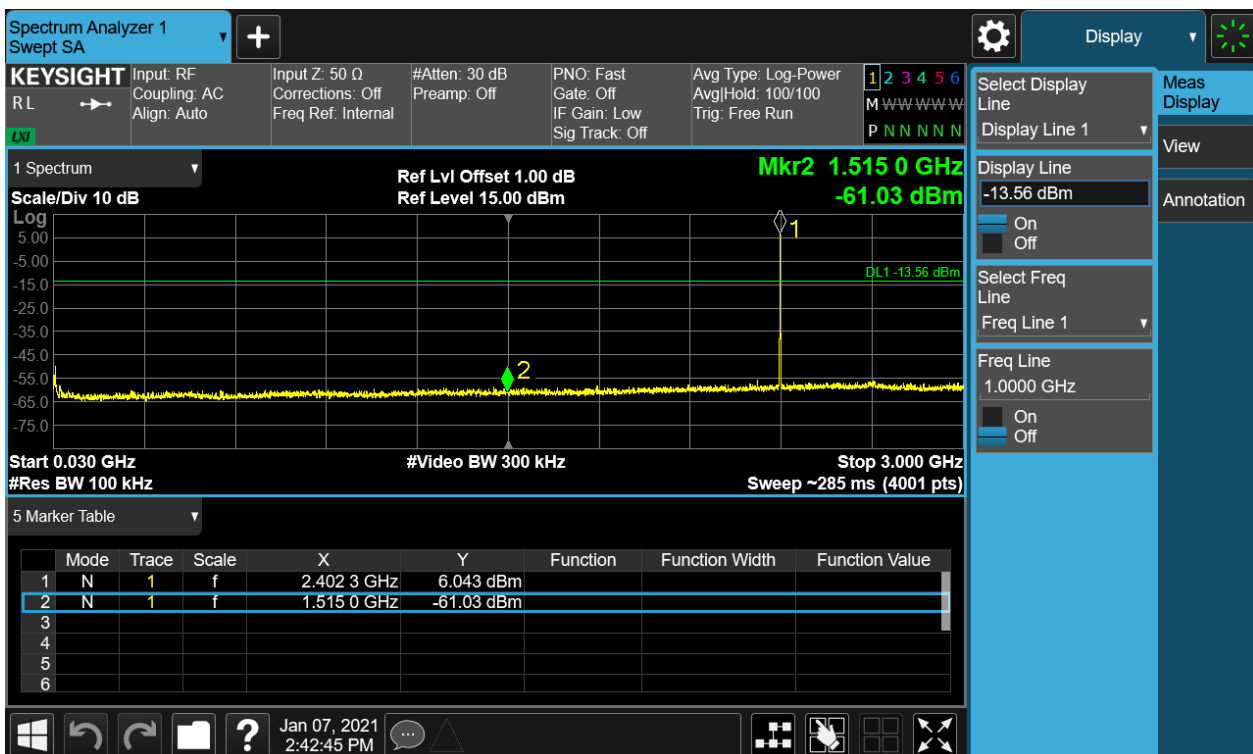 Spectrum Analyzer 1
Swept SA
Display
KEYSIGHT
R L
LXI
Input: RF
Coupling: AC
Align: Auto
Input Z: 50 Ω
Corrections: Off
Freq Ref: Internal
#Atten: 30 dB
Preamp: Off
PNO: Fast
Gate: Off
IF Gain: Low
Sig Track: Off
Avg Type: Log-Power
Avg|Hold: 100/100
Trig: Free Run
1 2 3 4 5 6
M W W W W W
P N N N N N
1 Spectrum
Scale/Div 10 dB
Ref Lvl Offset 1.00 dB
Ref Level 15.00 dBm
Mkr2 1.515 0 GHz
-61.03 dBm
Log
5.00
-5.00
-15.0
-25.0
-35.0
-45.0
-55.0
-65.0
-75.0
1
DL1 -13.56 dBm
2
Start 0.030 GHz
#Video BW 300 kHz
Stop 3.000 GHz
#Res BW 100 kHz
Sweep ~285 ms (4001 pts)
5 Marker Table
Mode Trace Scale X Y Function Function Width Function Value
1 N 1 f 2.402 3 GHz 6.043 dBm
2 N 1 f 1.515 0 GHz -61.03 dBm
3
4
5
6
Select Display
Line
Display Line 1
Display Line
-13.56 dBm
On
Off
Select Freq
Line
Freq Line 1
Freq Line
1.0000 GHz
On
Off
Meas
Display
View
Annotation
?
Jan 07, 2021
2:42:45 PM